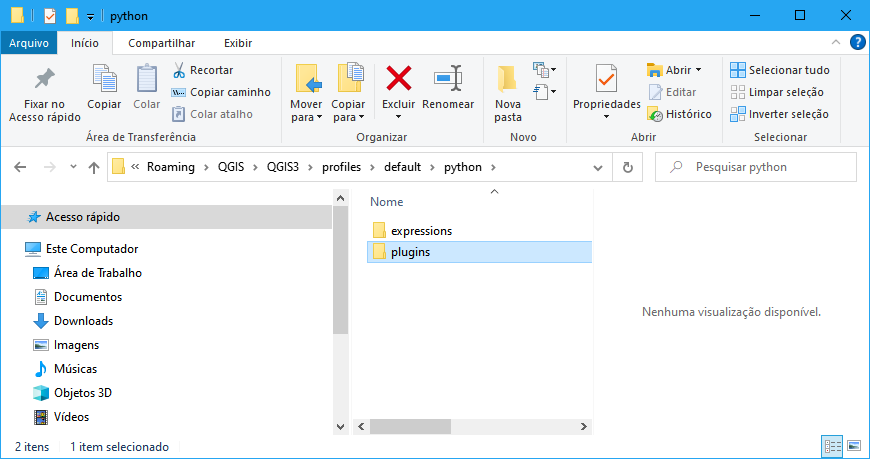 python
Arquivo Início Compartilhar Exibir
Fixar no
Acesso rápido
Copiar
Colar
Recortar
Copiar caminho
Colar atalho
Área de Transferência
Mover
para
Copiar
para
Excluir
Renomear
Organizar
Nova
pasta
Novo
Propriedades
Abrir
Editar
Histórico
Abrir
Selecionar tudo
Limpar seleção
Inverter seleção
Selecionar
« Roaming > QGIS > QGIS3 > profiles > default > python >
Pesquisar python
Acesso rápido
Este Computador
Área de Trabalho
Documentos
Downloads
Imagens
Músicas
Objetos 3D
Vídeos
Nome
expressions
plugins
Nenhuma visualização disponível.
2 itens 1 item selecionado